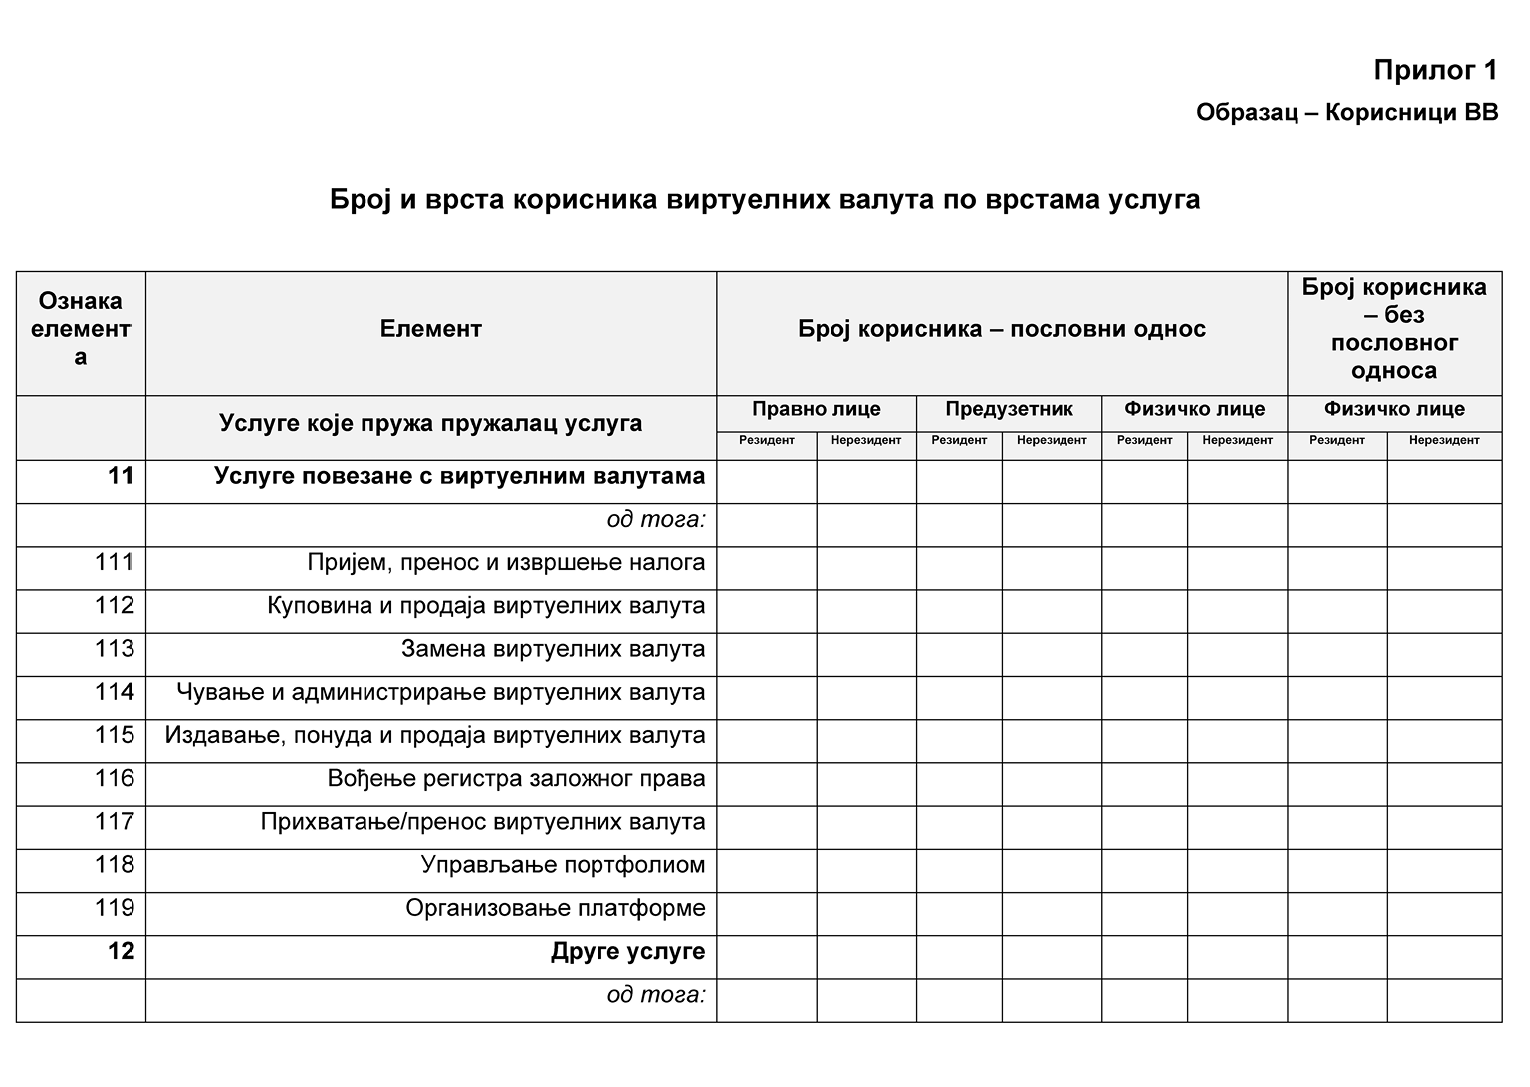 Прилог 1
Образац – Корисници ВВ
Број и врста корисника виртуелних валута по врстама услуга
Ознака
елемент
а
Елемент
Број корисника – пословни однос
Број корисника
– без
пословног
односа
Услуге које пружа пружалац услуга
Правно лице
Предузетник
Физичко лице
Физичко лице
Резидент
Нерезидент
Резидент
Нерезидент
Резидент
Нерезидент
Резидент
Нерезидент
11 Услуге повезане с виртуелним валутама
од тога:
111 Пријем, пренос и извршење налога
112 Куповина и продаја виртуелних валута
113 Замена виртуелних валута
114 Чување и администрирање виртуелних валута
115 Издавање, понуда и продаја виртуелних валута
116 Вођење регистра заложног права
117 Прихватање/пренос виртуелних валута
118 Управљање портфолиом
119 Организовање платформе
12 Друге услуге
од тога: